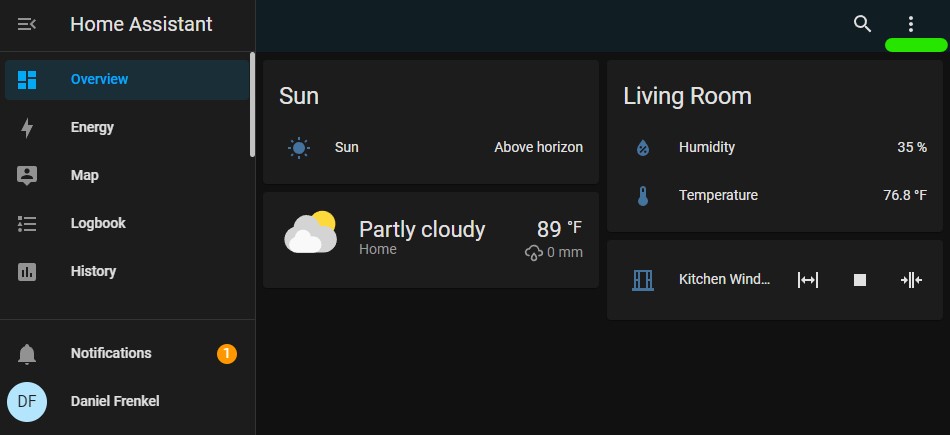 Home Assistant
Overview
Energy
Map
Logbook
History
Notifications 1
DF Daniel Frenkel
Sun
Sun Above horizon
Partly cloudy 89 °F
Home 0 mm
Living Room
Humidity 35 %
Temperature 76.8 °F
Kitchen Wind...